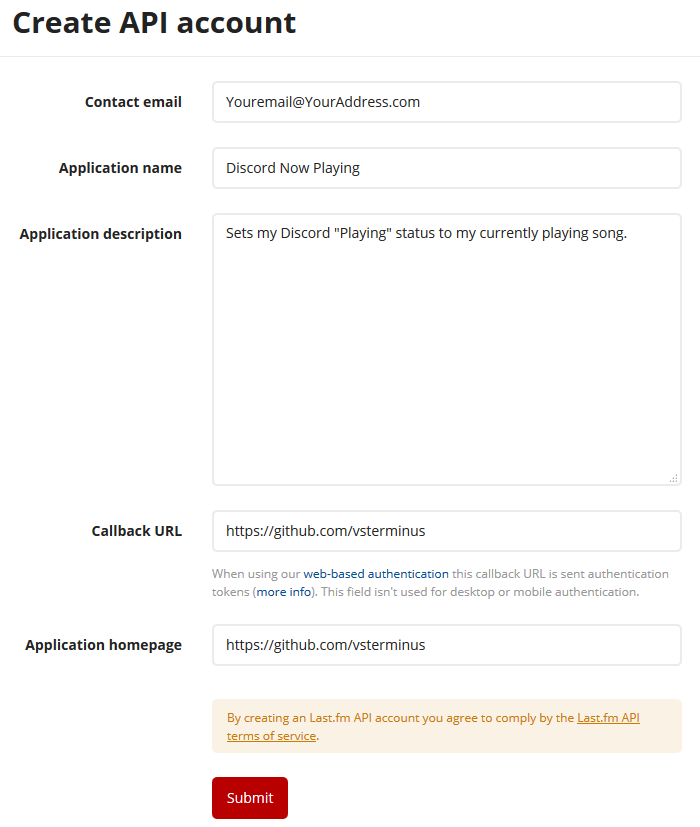 Create API account
Contact email
Youremail@YourAddress.com
Application name
Discord Now Playing
Application description
Sets my Discord "Playing" status to my currently playing song.
Callback URL
https://github.com/vsterminus
When using our web-based authentication this callback URL is sent authentication
tokens (more info). This field isn't used for desktop or mobile authentication.
Application homepage
https://github.com/vsterminus
By creating an Last.fm API account you agree to comply by the Last.fm API
terms of service.
Submit